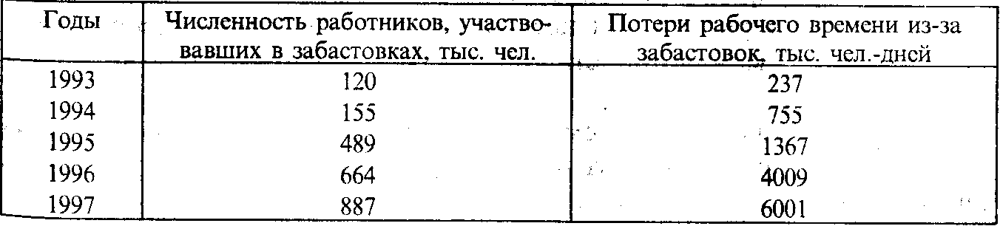 Годы Численность работников, участво- Потери рабочего времени из-за
вавших в забастовках, тыс. чел. забастовок, тыс. чел.-дней
1993 120 237
1994 155 755
1995 489 1367
1996 664 4009
1997 887 6001